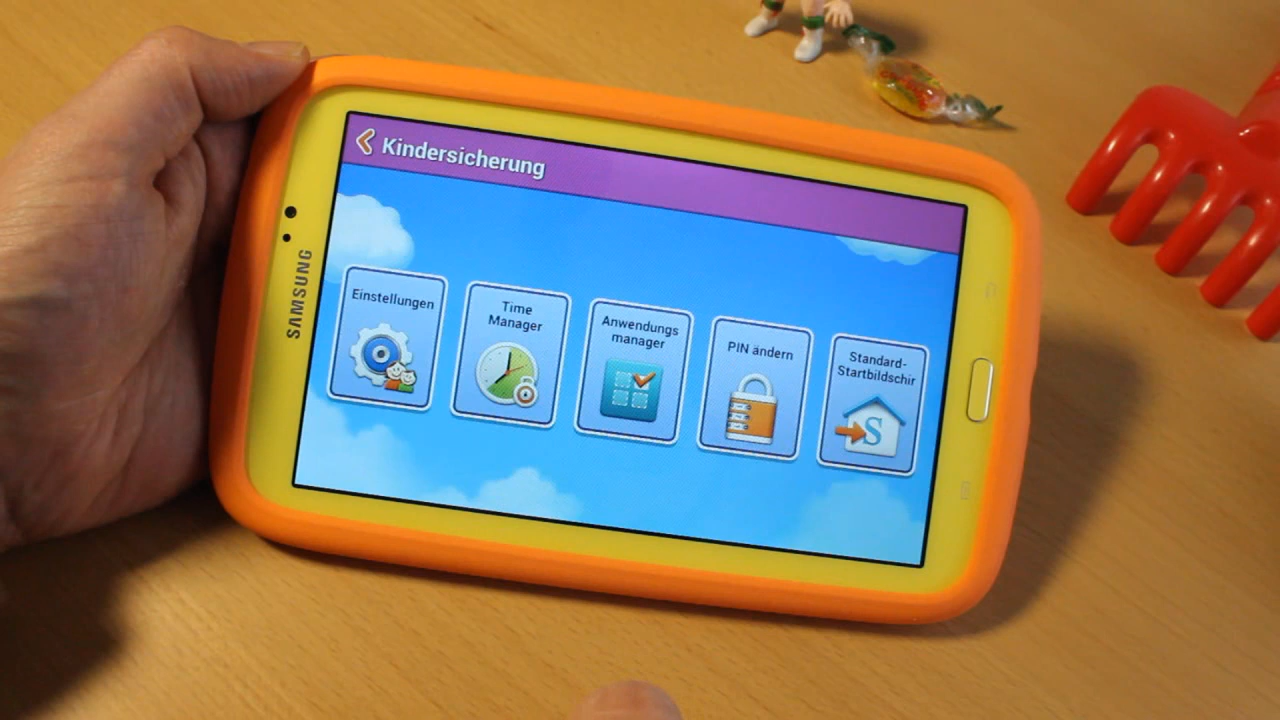 SAMSUNG
Kindersicherung
Einstellungen
Time
Manager
Anwendungs
manager
PIN ändern
Standard-
Startbildschir
S